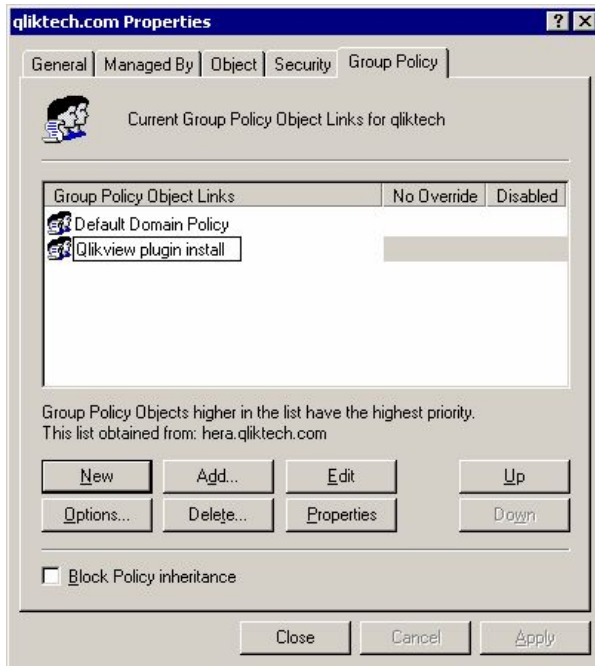 qliktech.com Properties
General Managed By Object Security Group Policy
Current Group Policy Object Links for qliktech
Group Policy Object Links No Override Disabled
Default Domain Policy
Qlikview plugin install
Group Policy Objects higher in the list have the highest priority.
This list obtained from: hera.qliktech.com
New Add... Edit Up
Options... Delete... Properties Down
Block Policy inheritance
Close Cancel Apply